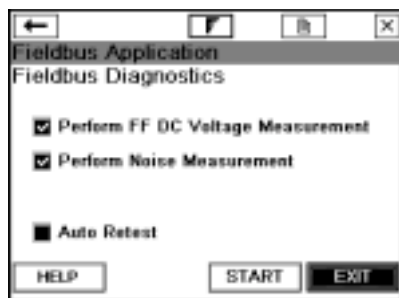 Fieldbus Application
Fieldbus Diagnostics
Perform FF DC Voltage Measurement
Perform Noise Measurement
Auto Retest
HELP START EXIT